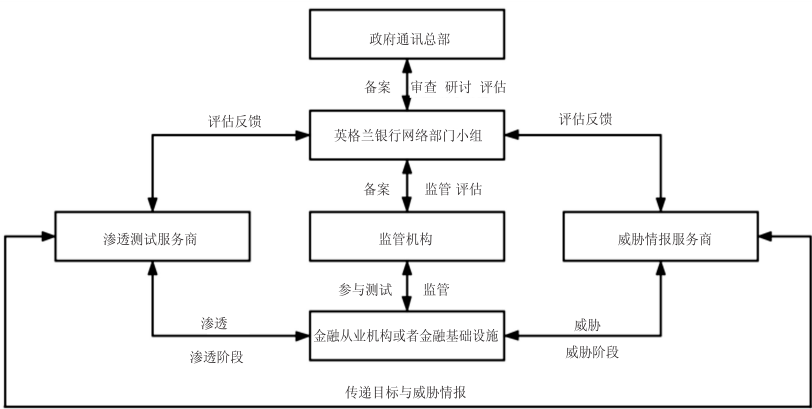 政府通讯总部
备案 审查 研讨 评估
评估反馈
英格兰银行网络部门小组
评估反馈
备案 监管 评估
渗透测试服务商
监管机构
威胁情报服务商
参与测试 监管
渗透
金融从业机构或者金融基础设施
威胁
渗透阶段
威胁阶段
传递目标与威胁情报